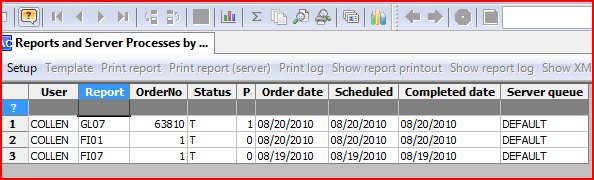 Reports and Server Processes by ...
Setup Template Print report Print report (server) Print log Show report printout Show report log Show XM
User Report OrderNo Status P Order date Scheduled Completed date Server queue
?
1 COLLEN GL07 63810 T 1 08/20/2010 08/20/2010 08/20/2010 DEFAULT
2 COLLEN FI01 1 T 0 08/20/2010 08/20/2010 08/20/2010 DEFAULT
3 COLLEN FI07 1 T 0 08/19/2010 08/19/2010 08/19/2010 DEFAULT